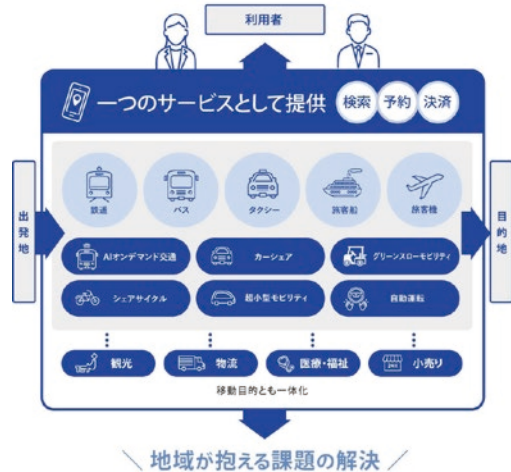 利用者
一つのサービスとして提供 検索 予約 決済
出発地
目的地
鉄道 バス タクシー 旅客船 旅客機
AIオンデマンド交通 カーシェア グリーンスローモビリティ
シェアサイクル 超小型モビリティ 自動運転
観光 物流 医療・福祉 小売り
移動目的とも一体化
地域が抱える課題の解決